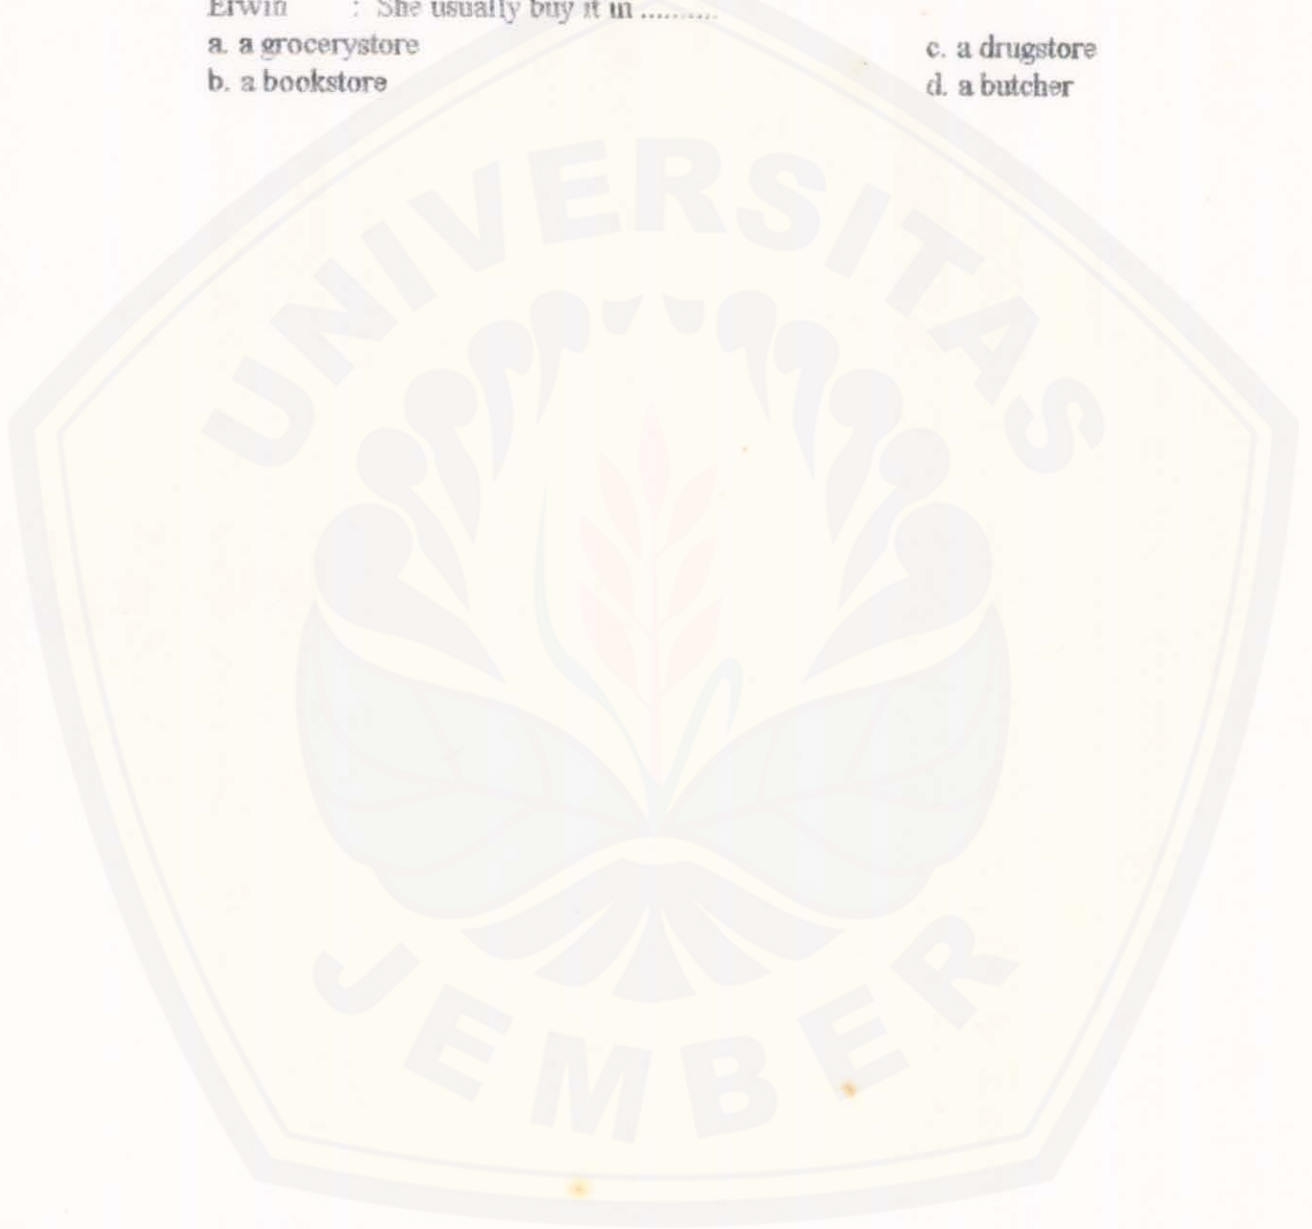 Erwin : She usually buy it in ..........
a. a grocerystore
c. a drugstore
b. a bookstore
d. a butcher
UNIVERSITAS
JEMBER